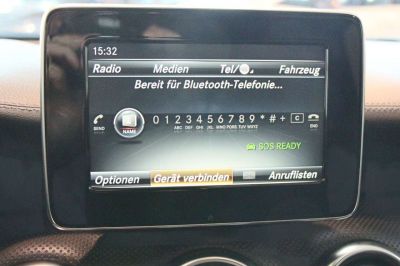 15:32
Radio Medien Tel/ Fahrzeug
Bereit für Bluetooth-Telefonie...
SEND NAME 0 1 2 3 4 5 6 7 8 9 * # + C END
ABC DEF GHI JKL MNO PQRS TUV WXYZ
SOS READY
Optionen Gerät verbinden Anruflisten